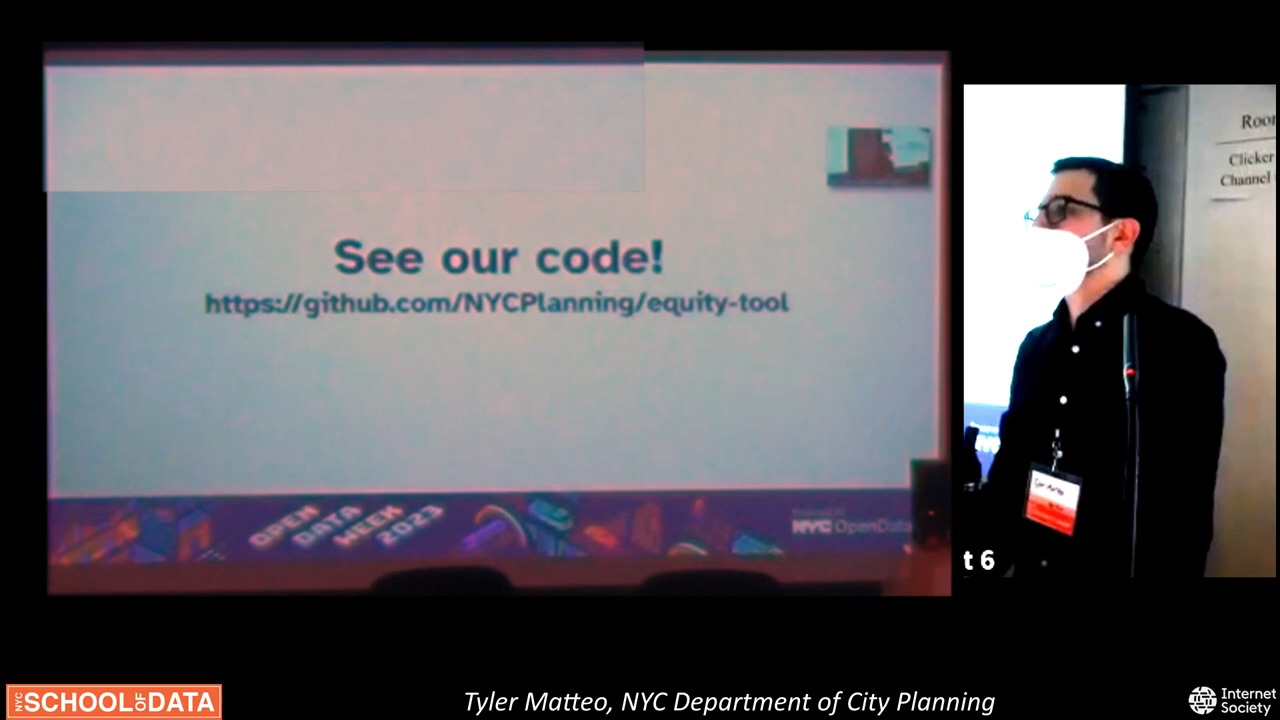 See our code!
https://github.com/NYCPlanning/equity-tool
OPEN
DATA
WEEK
2023
NYC OpenData
Room
Clicker
Channel
t 6
NYC SCHOOL OF DATA
Tyler Matteo, NYC Department of City Planning
Internet
Society